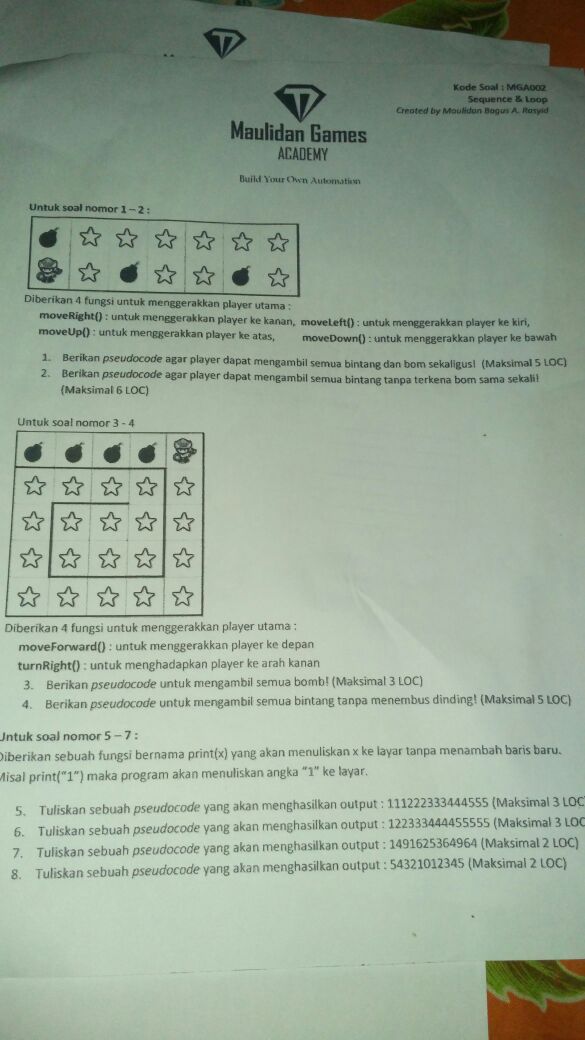 Kode Soal : MGA002
Sequence & Loop
Created by Maulidan Bagus A. Rasyid
Maulidan Games
ACADEMY
Build Your Own Automation
Untuk soal nomor 1 – 2 :
Diberikan 4 fungsi untuk menggerakkan player utama :
moveRight() : untuk menggerakkan player ke kanan, moveLeft() : untuk menggerakkan player ke kiri,
moveUp() : untuk menggerakkan player ke atas, moveDown() : untuk menggerakkan player ke bawah
1. Berikan pseudocode agar player dapat mengambil semua bintang dan bom sekaligus! (Maksimal 5 LOC)
2. Berikan pseudocode agar player dapat mengambil semua bintang tanpa terkena bom sama sekali!
(Maksimal 6 LOC)
Untuk soal nomor 3 - 4
Diberikan 4 fungsi untuk menggerakkan player utama :
moveForward() : untuk menggerakkan player ke depan
turnRight() : untuk menghadapkan player ke arah kanan
3. Berikan pseudocode untuk mengambil semua bomb! (Maksimal 3 LOC)
4. Berikan pseudocode untuk mengambil semua bintang tanpa menembus dinding! (Maksimal 5 LOC)
Untuk soal nomor 5 – 7 :
Diberikan sebuah fungsi bernama print(x) yang akan menuliskan x ke layar tanpa menambah baris baru.
Misal print("1") maka program akan menuliskan angka "1" ke layar.
5. Tuliskan sebuah pseudocode yang akan menghasilkan output : 111222333444555 (Maksimal 3 LOC
6. Tuliskan sebuah pseudocode yang akan menghasilkan output : 122333444455555 (Maksimal 3 LOC
7. Tuliskan sebuah pseudocode yang akan menghasilkan output : 1491625364964 (Maksimal 2 LOC)
8. Tuliskan sebuah pseudocode yang akan menghasilkan output : 54321012345 (Maksimal 2 LOC)